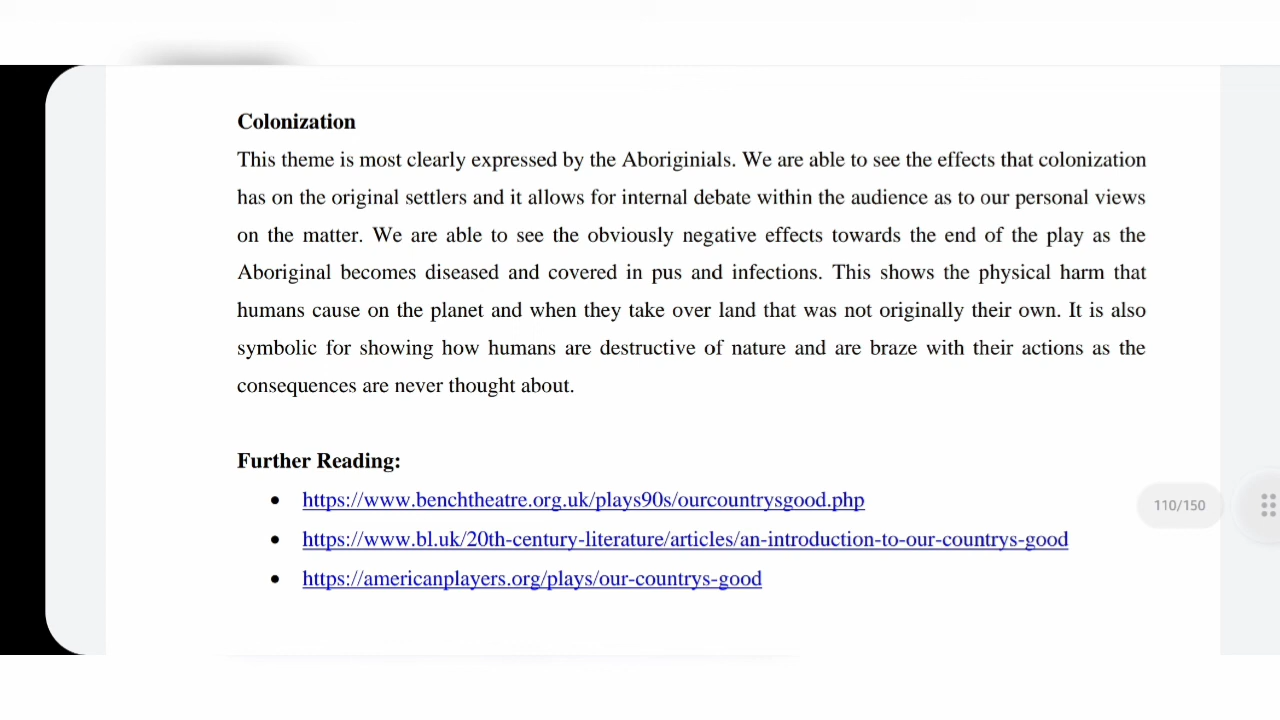 Colonization
This theme is most clearly expressed by the Aboriginials. We are able to see the effects that colonization
has on the original settlers and it allows for internal debate within the audience as to our personal views
on the matter. We are able to see the obviously negative effects towards the end of the play as the
Aboriginal becomes diseased and covered in pus and infections. This shows the physical harm that
humans cause on the planet and when they take over land that was not originally their own. It is also
symbolic for showing how humans are destructive of nature and are braze with their actions as the
consequences are never thought about.
Further Reading:
• https://www.benchtheatre.org.uk/plays90s/ourcountrysgood.php
110/150
• https://www.bl.uk/20th-century-literature/articles/an-introduction-to-our-countrys-good
• https://americanplayers.org/plays/our-countrys-good